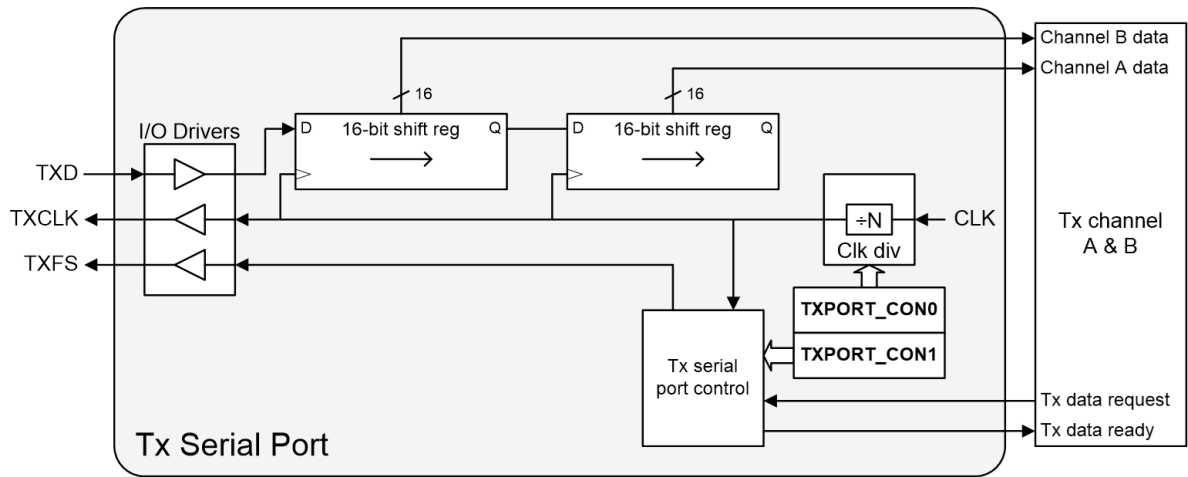 Channel B data
Channel A data
16
16
I/O Drivers
D
16-bit shift reg
Q
D
16-bit shift reg
Q
TXD
TXCLK
TXFS
÷N
Clk div
CLK
Tx channel
A & B
TXPORT_CON0
TXPORT_CON1
Tx serial
port control
Tx data request
Tx data ready
Tx Serial Port